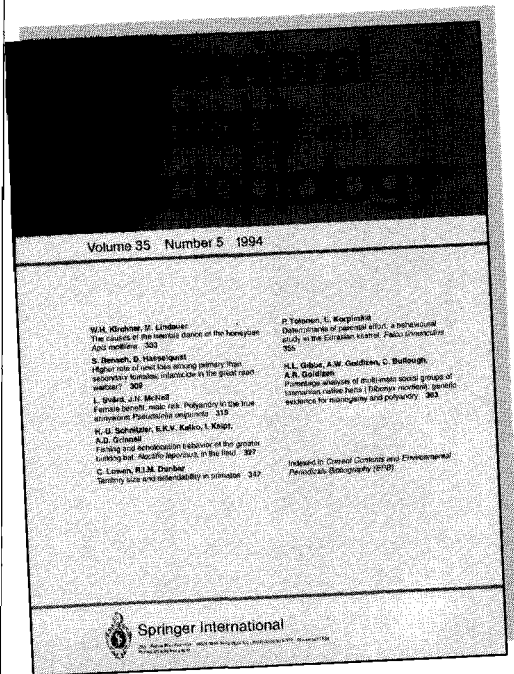 Volume 35 Number 5 1994
W.H. Kirchner, M. Lindauer
The causes of the tremble dance of the honeybee,
Apis mellifera 303
S. Bensch, D. Hasselquist
Higher rate of nest loss among primary than
secondary females: infanticide in the great reed
warbler? 309
L. Svärd, J.N. McNeil
Female benefit, male risk: Polyandry in the true
armyworm Pseudaletia unipuncta 319
H.-U. Schnitzler, E.K.V. Kalko, I. Kaipf,
A.D. Grinnell
Fishing and echolocation behavior of the greater
bulldog bat, Noctilio leporinus, in the field 327
C. Lowen, R.I.M. Dunbar
Territory size and defendability in primates 347
P. Tolonen, E. Korpimäki
Determinants of parental effort: a behavioural
study in the Eurasian kestrel, Falco tinnunculus
355
H.L. Gibbs, A.W. Goldizen, C. Bullough,
A.R. Goldizen
Parentage analysis of multi-male social groups of
Tasmanian native hens (Tribonyx mortierii): genetic
evidence for monogamy and polyandry 363
Indexed in Current Contents and Environmental
Periodicals Bibliography (EPB)
Springer International